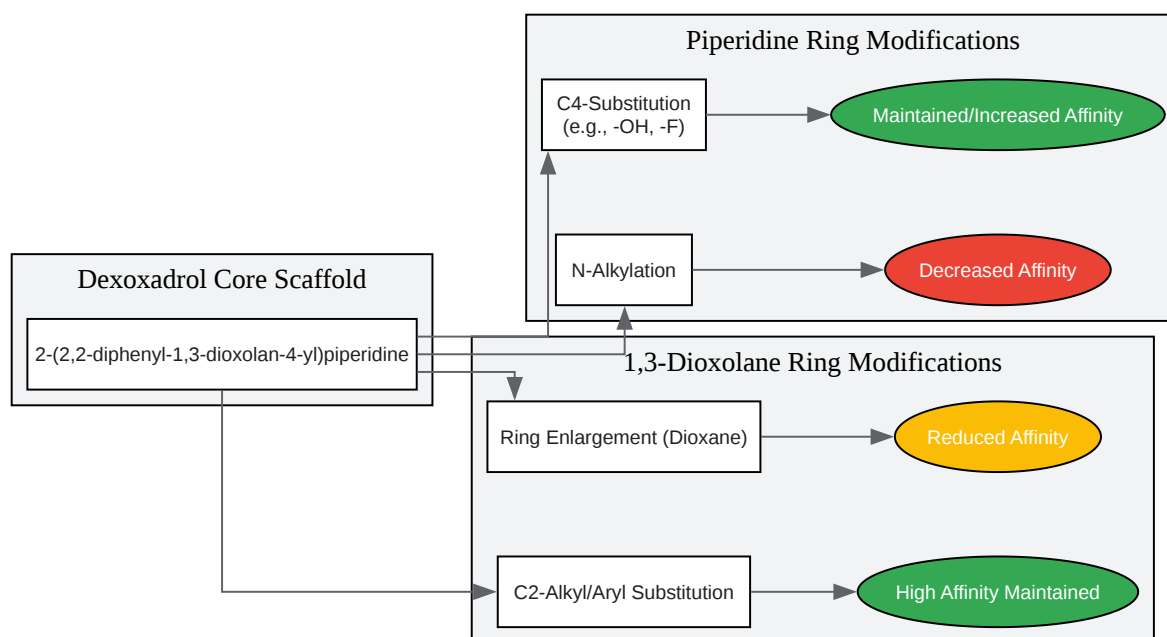 Piperidine Ring Modifications
C4-Substitution
(e.g., -OH, -F)
Maintained/Increased Affinity
N-Alkylation
Decreased Affinity
Dexoxadrol Core Scaffold
2-(2,2-diphenyl-1,3-dioxolan-4-yl)piperidine
1,3-Dioxolane Ring Modifications
Ring Enlargement (Dioxane)
Reduced Affinity
C2-Alkyl/Aryl Substitution
High Affinity Maintained